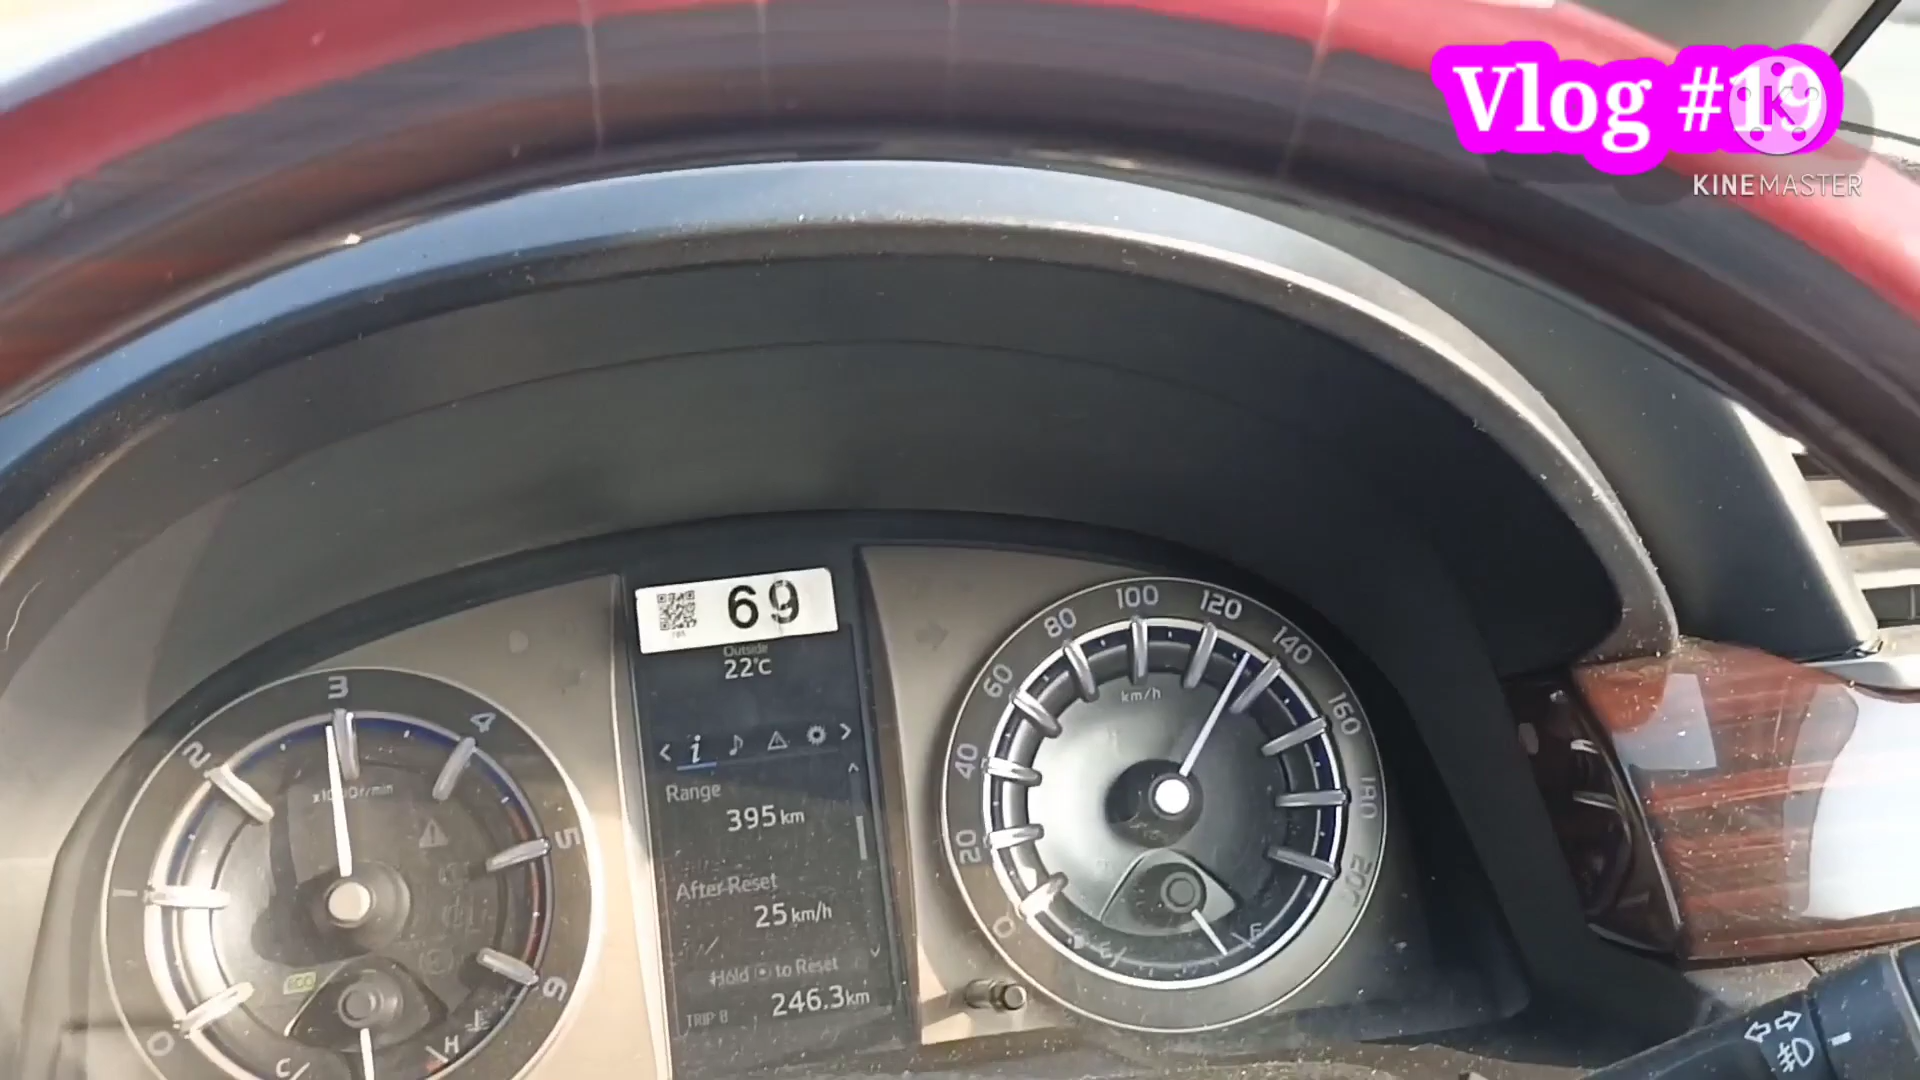 Vlog #19
KINEMASTER
69
Outside
22°C
Range
395 km
After Reset
25 km/h
Hold to Reset
TRIP B 246.3 km
x1000r/min
0 1 2 3 4 5 6
C H
ECO
km/h
0 20 40 60 80 100 120 140 160 180 200
E F